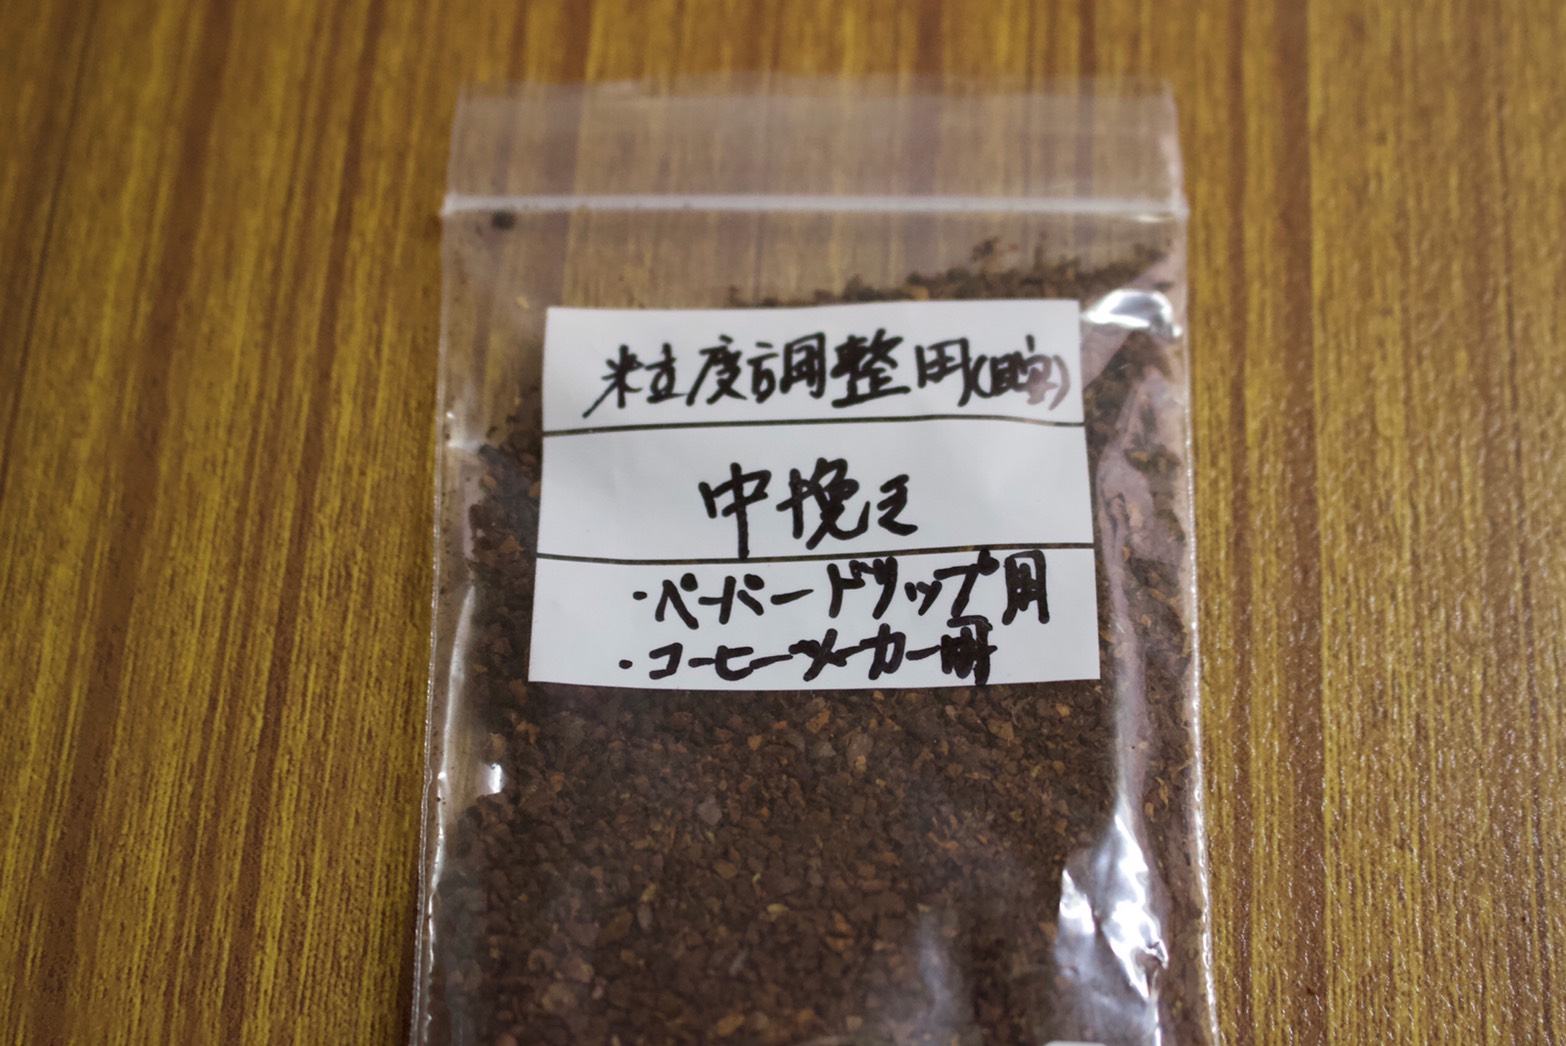 粒度調整用
中挽き
・ペーパードリップ用
・コーヒーメーカー用